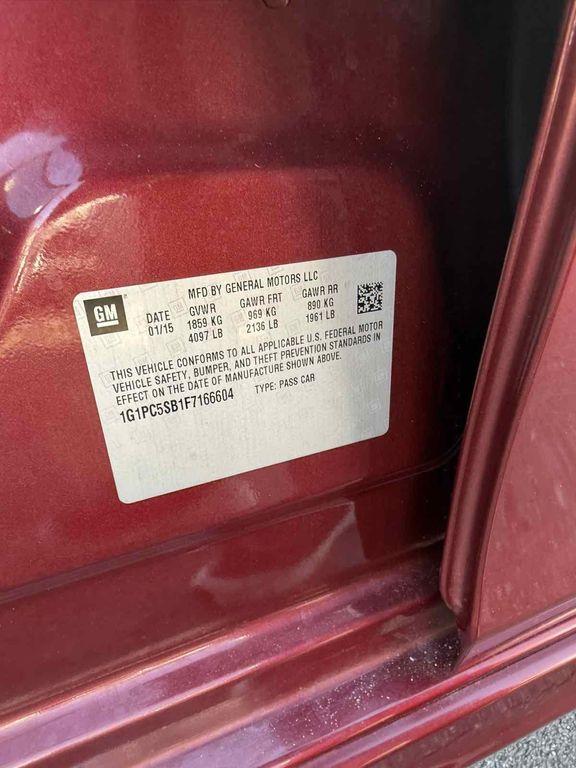 MFD BY GENERAL MOTORS LLC
GM DATE GVWR GAWR FRT GAWR RR
01/15 1859 KG 969 KG 890 KG
4097 LB 2136 LB 1961 LB
THIS VEHICLE CONFORMS TO ALL APPLICABLE U.S. FEDERAL MOTOR
VEHICLE SAFETY, BUMPER, AND THEFT PREVENTION STANDARDS IN
EFFECT ON THE DATE OF MANUFACTURE SHOWN ABOVE.
1G1PC5SB1F7166604 TYPE: PASS CAR